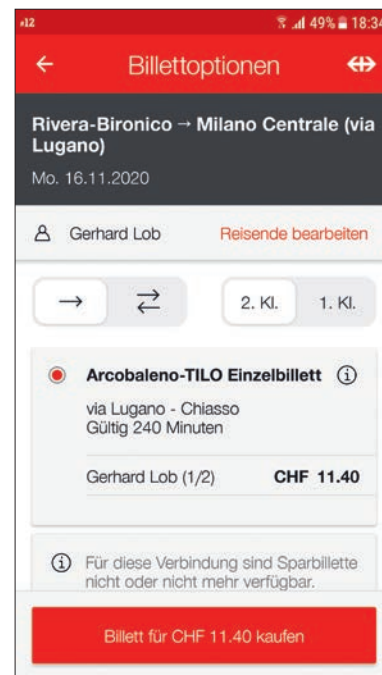 49% 18:34
Billettoptionen
Rivera-Bironico → Milano Centrale (via
Lugano)
Mo. 16.11.2020
Gerhard Lob Reisende bearbeiten
2. Kl. 1. Kl.
Arcobaleno-TILO Einzelbillett
via Lugano - Chiasso
Gültig 240 Minuten
Gerhard Lob (1/2) CHF 11.40
Für diese Verbindung sind Sparbillette
nicht oder nicht mehr verfügbar.
Billett für CHF 11.40 kaufen